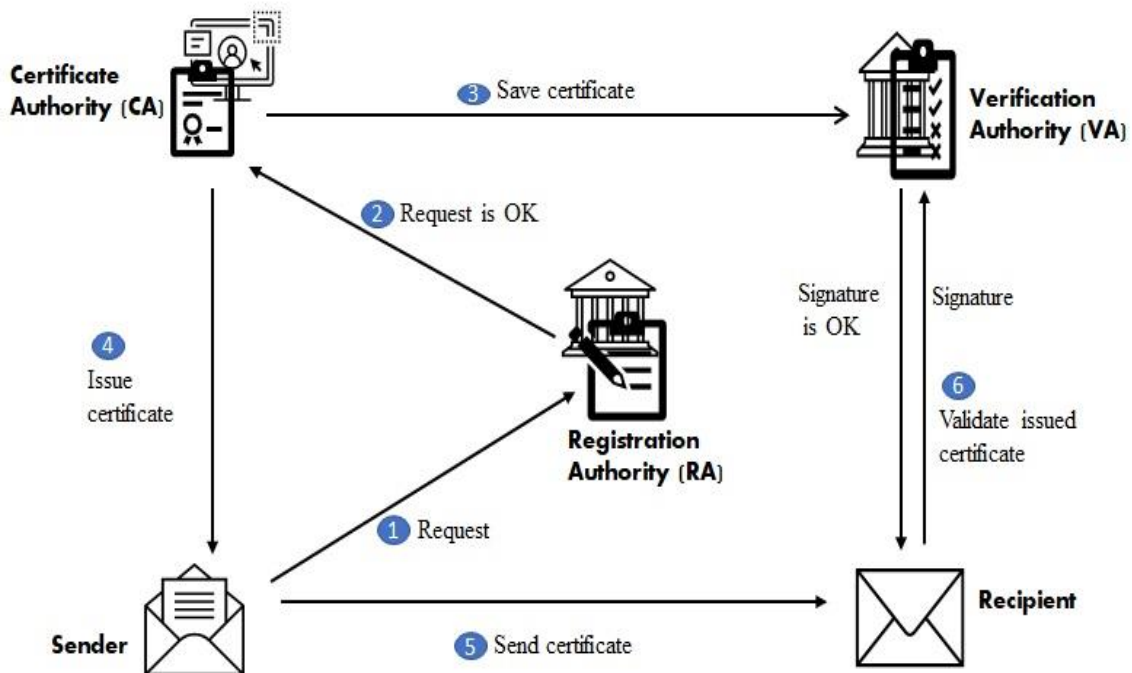 Certificate
Authority (CA)
3 Save certificate
Verification
Authority (VA)
2 Request is OK
Signature
is OK
Signature
4
Issue
certificate
6
Validate issued
certificate
Registration
Authority (RA)
1 Request
Sender
5 Send certificate
Recipient